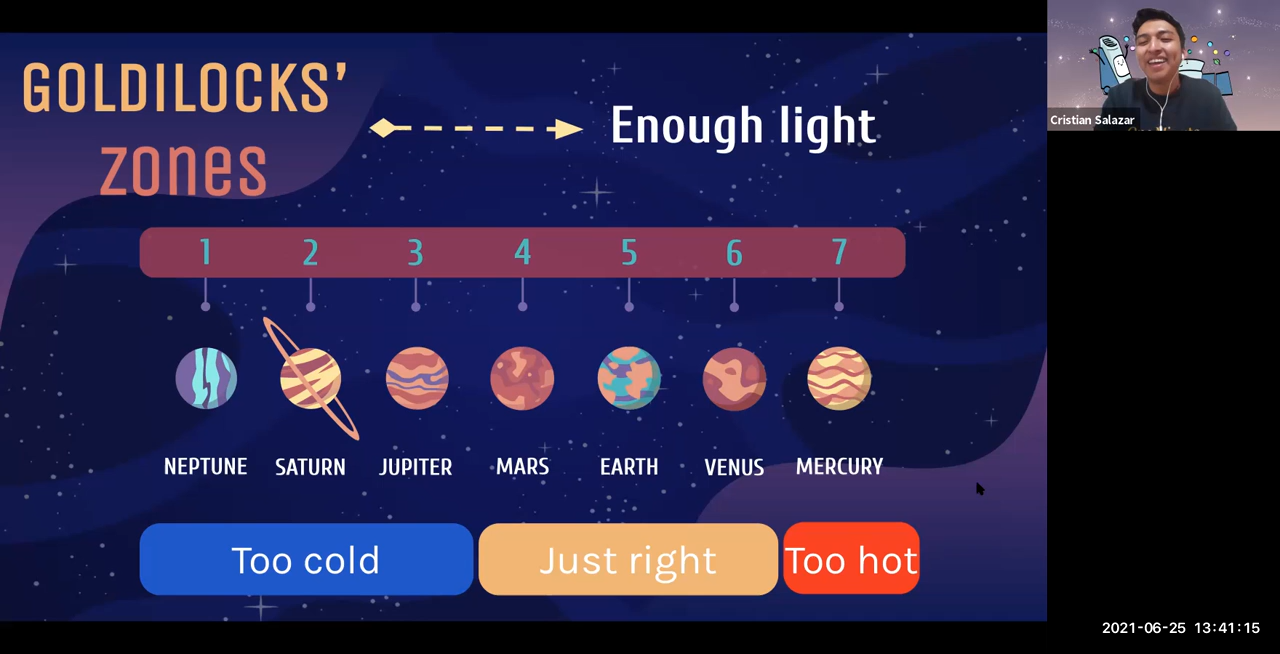 GOLDILOCKS’
zones
Enough light
Cristian Salazar
1 2 3 4 5 6 7
NEPTUNE SATURN JUPITER MARS EARTH VENUS MERCURY
Too cold Just right Too hot
2021-06-25 13:41:15